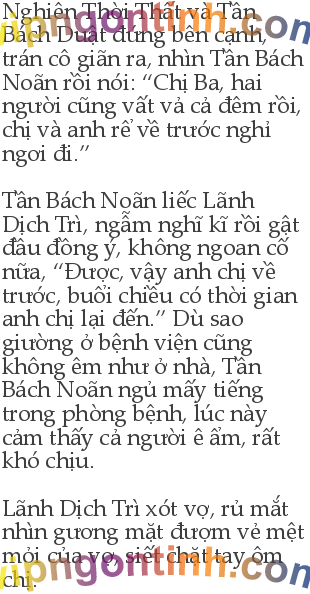 Nghiên Thời Thất và Tần
Bách Duật đứng bên cạnh,
trán cô giãn ra, nhìn Tần Bách
Noãn rồi nói: “Chị Ba, hai
người cũng vất vả cả đêm rồi,
chị và anh rể về trước nghỉ
ngơi đi.”
Tần Bách Noãn liếc Lãnh
Dịch Trì, ngẫm nghĩ kĩ rồi gật
đầu đồng ý, không ngoan cố
nữa, “Được, vậy anh chị về
trước, buổi chiều có thời gian
anh chị lại đến.” Dù sao
giường ở bệnh viện cũng
không êm như ở nhà, Tần
Bách Noãn ngủ mấy tiếng
trong phòng bệnh, lúc này
cảm thấy cả người ê ẩm, rất
khó chịu.
Lãnh Dịch Trì xót vợ, rủ mắt
nhìn gương mặt đượm vẻ mệt
mỏi của vợ, siết chặt tay ôm
chị.
vipngontinh.com
vipngontinh.com